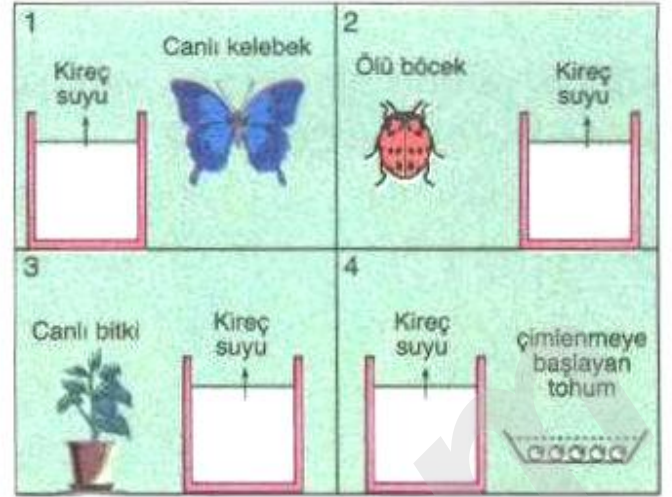 1
Kireç
suyu
Canlı kelebek
2
Ölü böcek
Kireç
suyu
3
Canlı bitki
Kireç
suyu
4
Kireç
suyu
çimlenmeye
başlayan
tohum